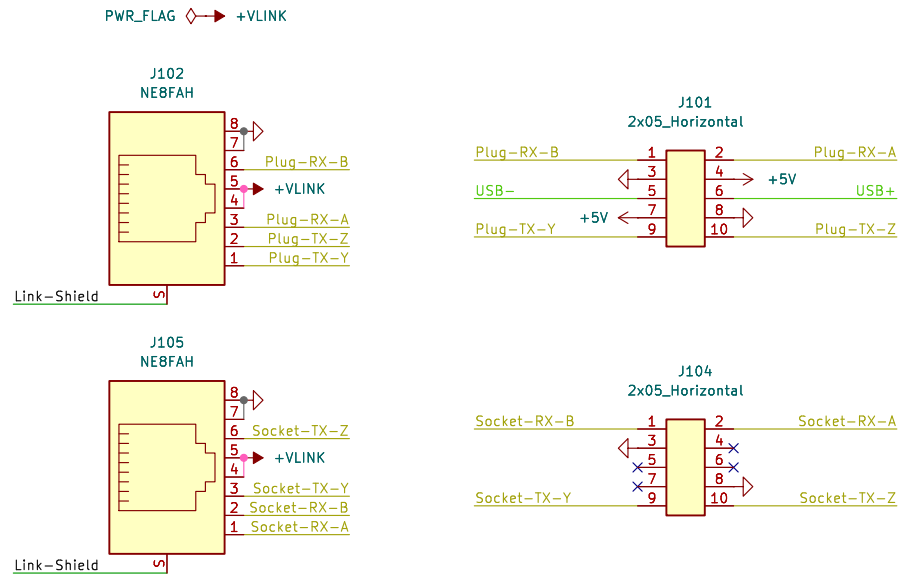 PWR_FLAG +VLINK
J102
NE8FAH
8
7
6 Plug-RX-B
5 +VLINK
4
3 Plug-RX-A
2 Plug-TX-Z
1 Plug-TX-Y
S
Link-Shield
J101
2x05_Horizontal
Plug-RX-B 1 2 Plug-RX-A
3 4 +5V
USB- 5 6 USB+
+5V 7 8
Plug-TX-Y 9 10 Plug-TX-Z
J105
NE8FAH
8
7
6 Socket-TX-Z
5 +VLINK
4
3 Socket-TX-Y
2 Socket-RX-B
1 Socket-RX-A
S
Link-Shield
J104
2x05_Horizontal
Socket-RX-B 1 2 Socket-RX-A
3 4
5 6
7 8
Socket-TX-Y 9 10 Socket-TX-Z